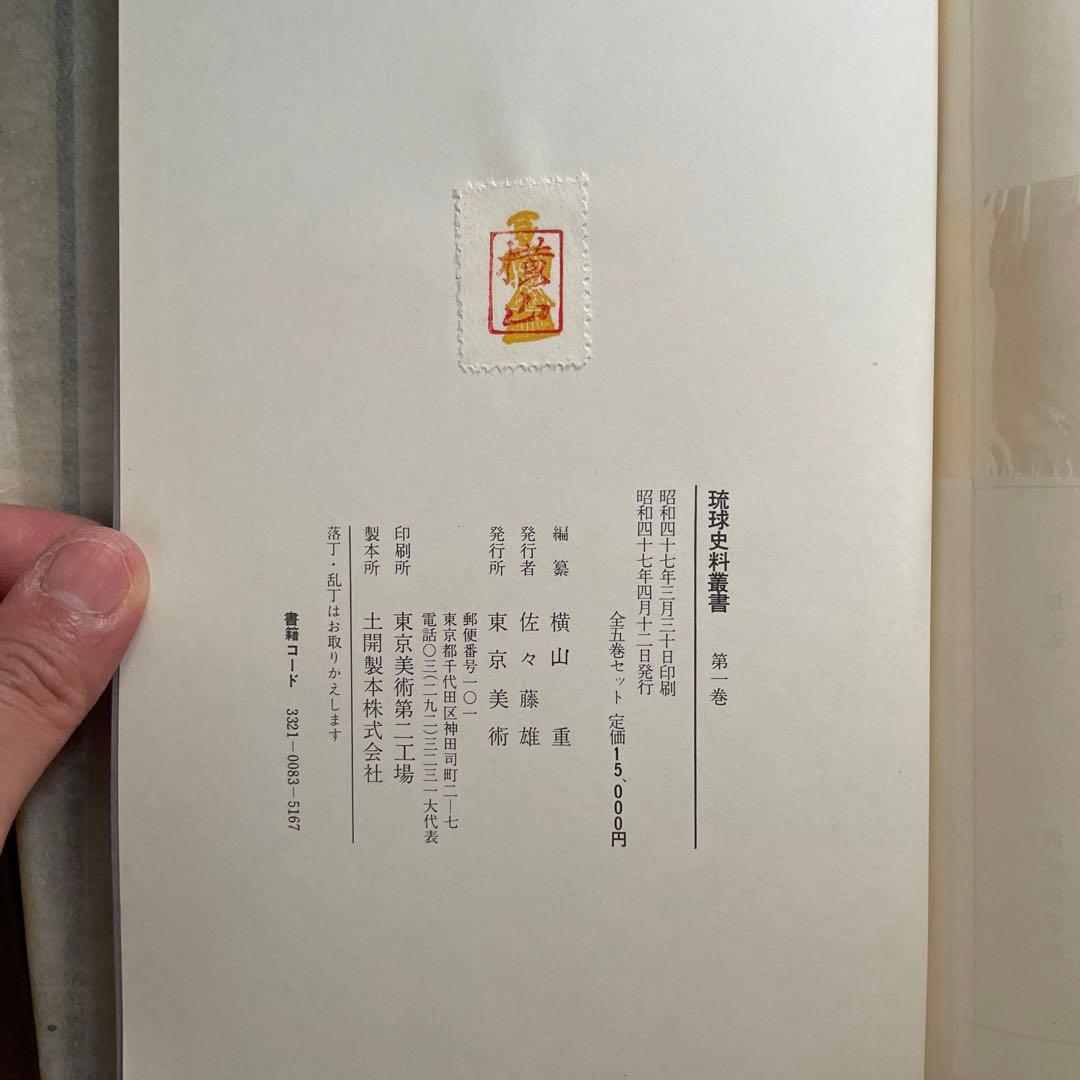 横山
琉球史料叢書　第一巻
昭和四十七年三月三十日印刷
昭和四十七年四月十二日発行
全五巻セット　定価15,000円
編　纂　横山　重
発行者　佐々藤雄
発行所　東京美術
郵便番号一〇一
東京都千代田区神田司町二―七
電話〇三(二九二)三二三一大代表
印刷所　東京美術第二工場
製本所　土開製本株式会社
落丁・乱丁はお取りかえします
書籍コード　3321―0083―5167